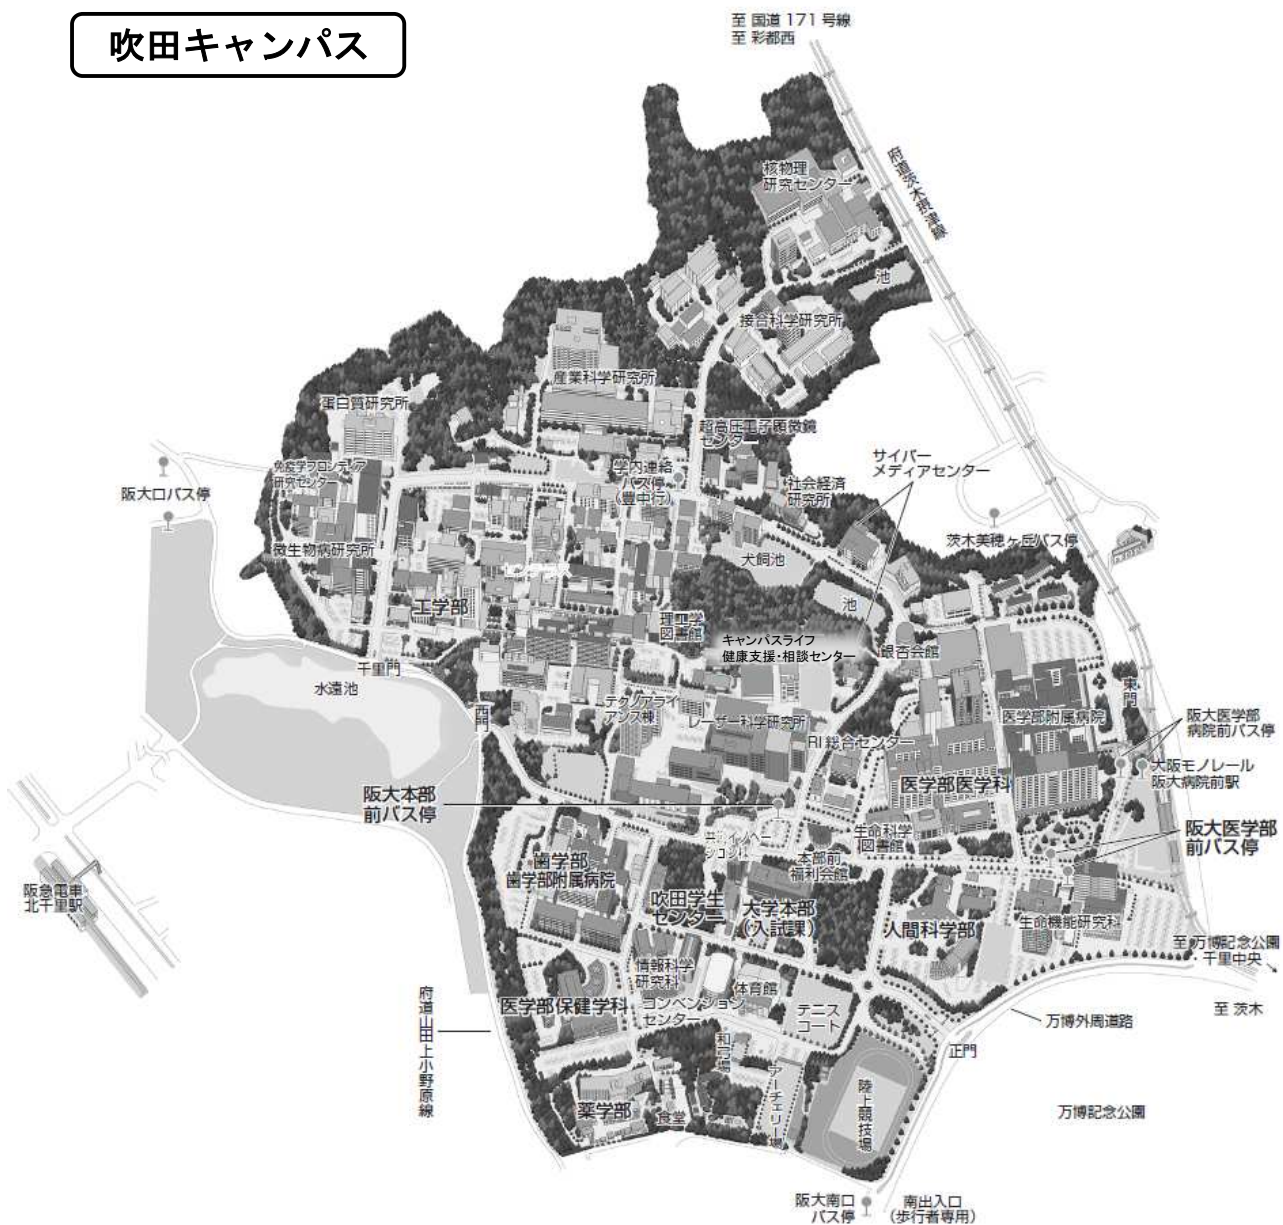 吹田キャンパス
至 国道 171 号線
至 彩都西
府道茨木摂津線
核物理
研究センター
池
接合科学研究所
産業科学研究所
蛋白質研究所
超高圧電子顕微鏡
センター
サイバー
メディアセンター
免疫学フロンティア
研究センター
学内連絡
バス停
(豊中行)
社会経済
研究所
阪大口バス停
茨木美穂ヶ丘バス停
微生物病研究所
犬飼池
池
工学部
理工学
図書館
キャンパスライフ
健康支援・相談センター
銀杏会館
千里門
水遠池
西門
テクノアライ
アンス棟
レーザー科学研究所
医学部附属病院
東門
阪大医学部
病院前バス停
RI 総合センター
大阪モノレール
阪大病院前駅
医学部医学科
阪大本部
前バス停
生命科学
図書館
阪大医学部
前バス停
本部前
福利会館
歯学部
歯学部附属病院
阪急電車
北千里駅
吹田学生
センター
大学本部
(入試課)
人間科学部
生命機能研究科
至 万博記念公園
・千里中央
情報科学
研究科
体育館
医学部保健学科
コンベンション
センター
テニス
コート
至 茨木
府道山田上小野原線
万博外周道路
和弓場
正門
アーチェリー場
陸上競技場
万博記念公園
薬学部
食堂
阪大南口
バス停
南出入口
(歩行者専用)